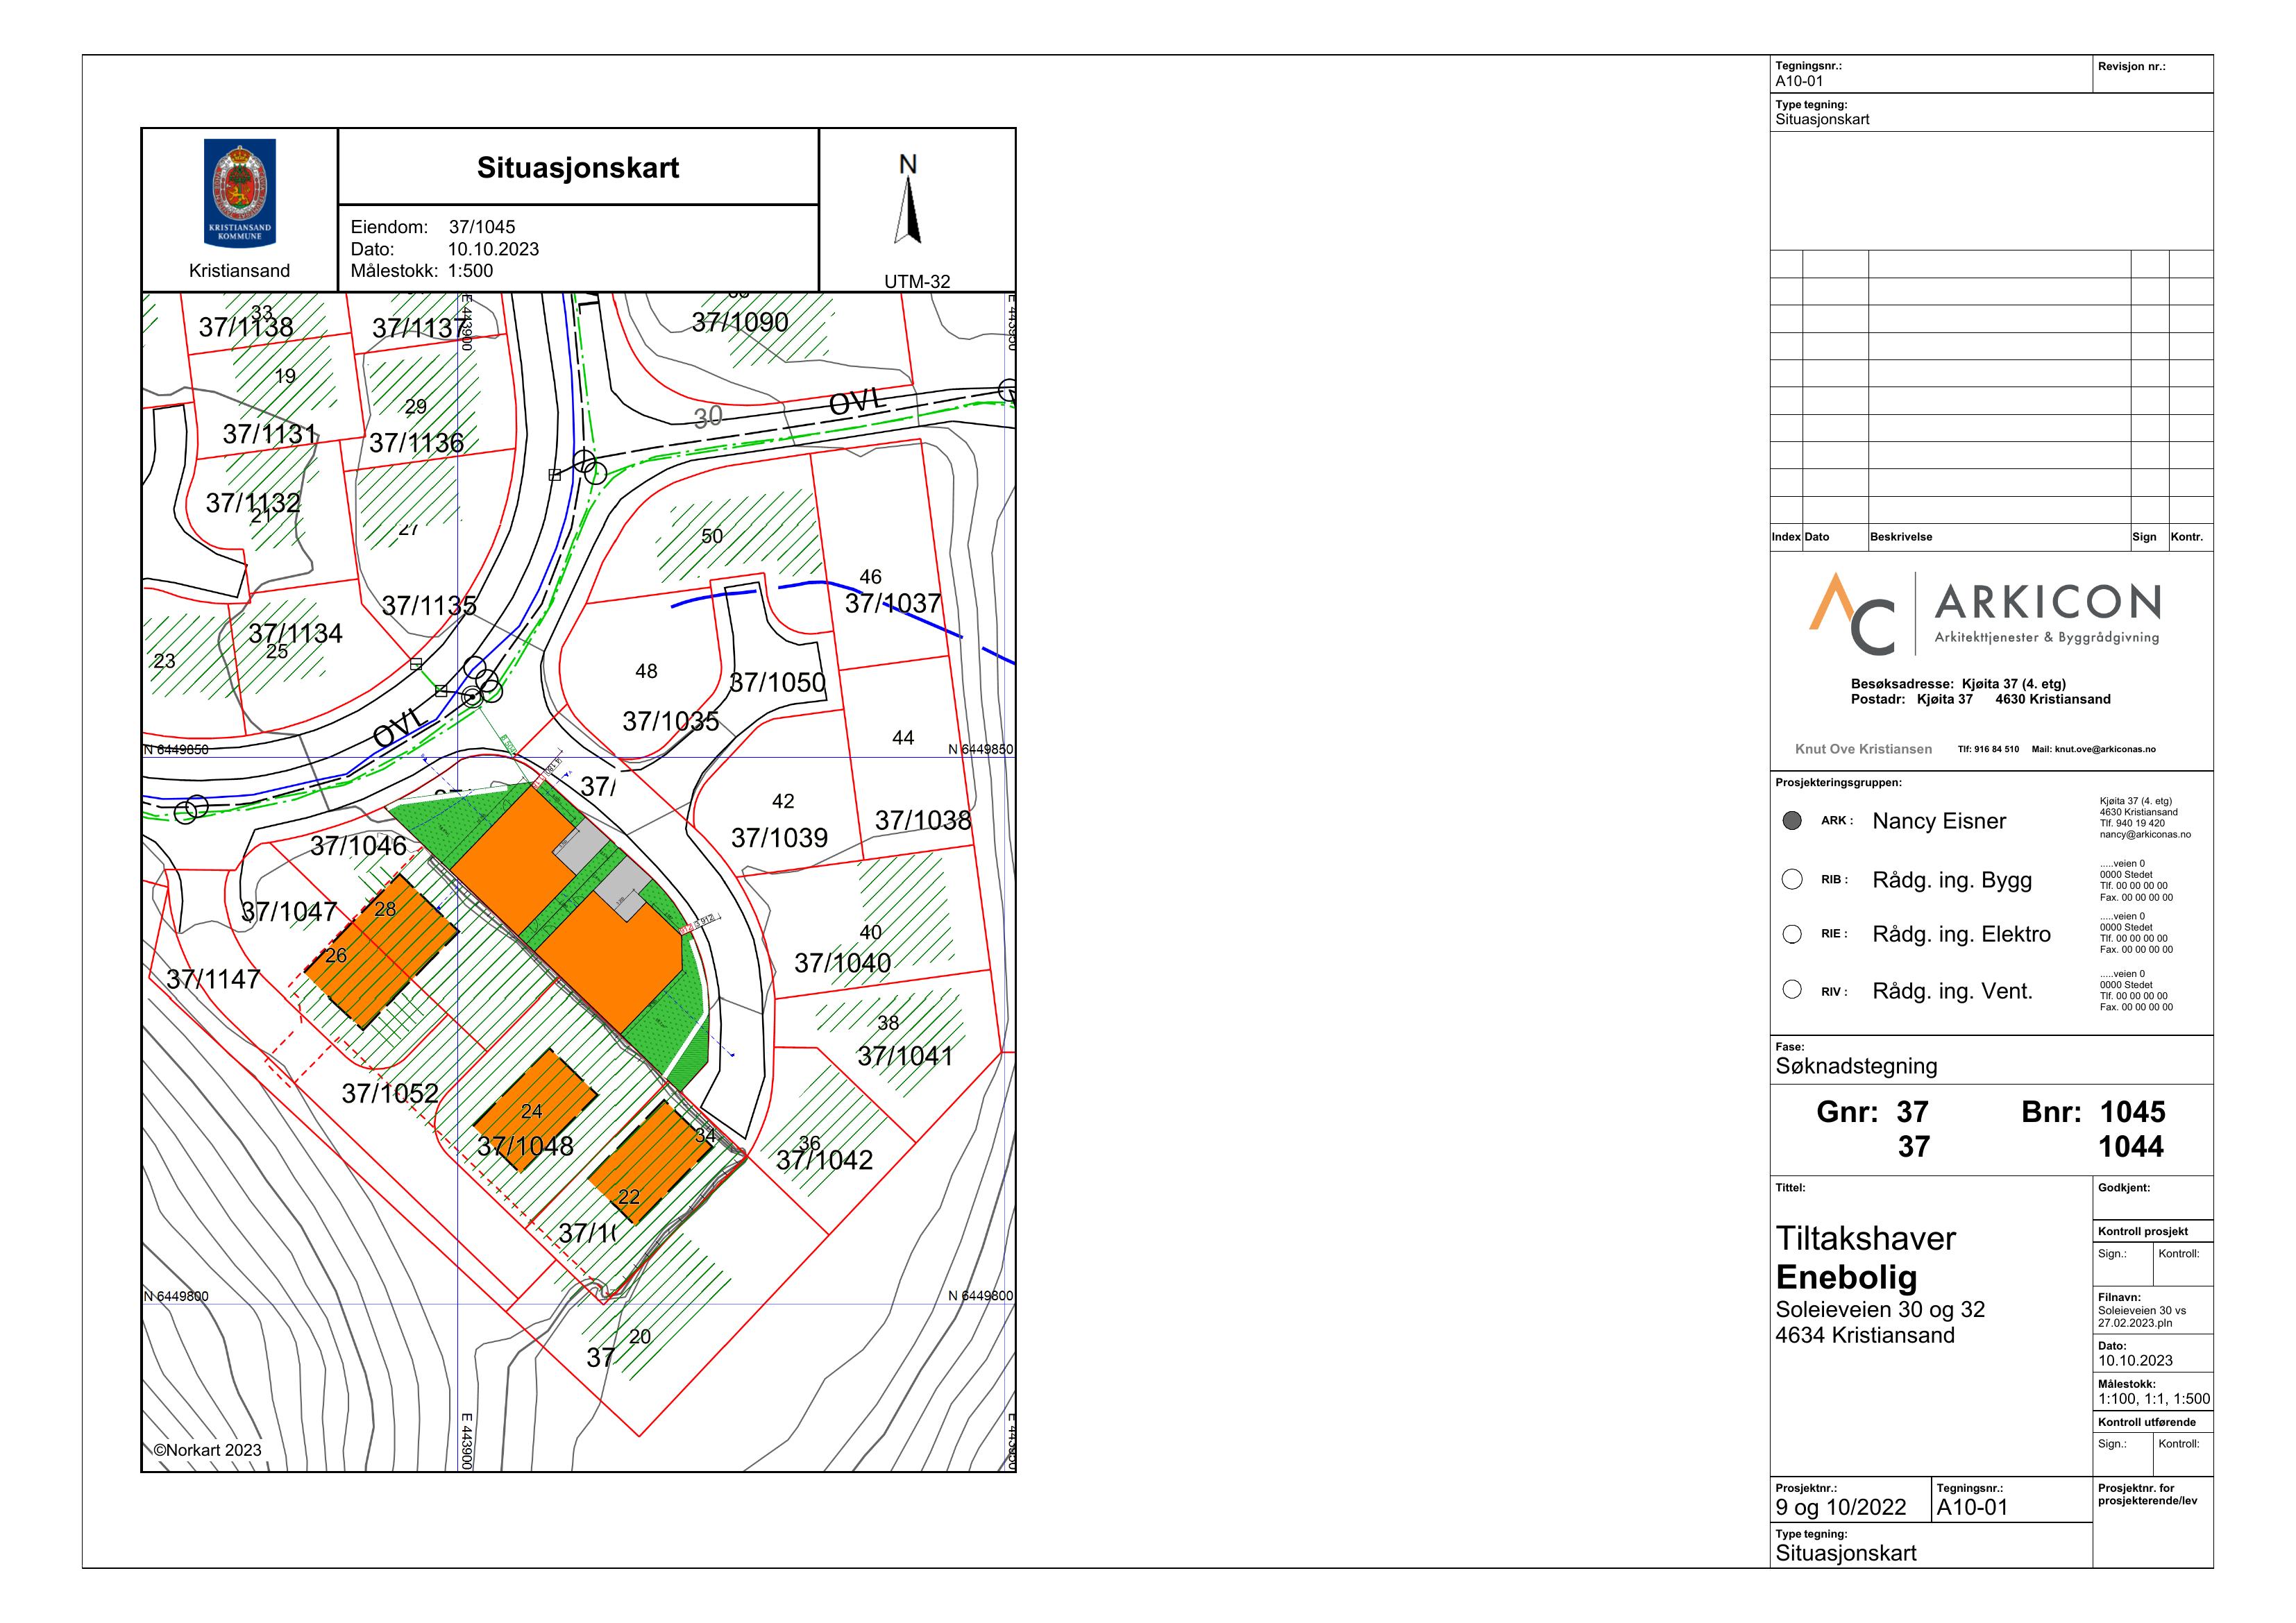 KRISTIANSAND
KOMMUNE
Kristiansand
Situasjonskart
Eiendom: 37/1045
Dato: 10.10.2023
Målestokk: 1:500
N
UTM-32
33
37/1138
37/1137
E 443900
37/1090
19
29
OVL
30
37/1131
37/1136
37/1132
21
27
50
46
37/1037
37/1135
37/1134
25
23
48
37/1050
37/1035
OVL
44
N 6449850
N 6449850
37/
42
37/1046
37/1039
37/1038
28
37/1047
40
26
37/1040
37/1147
38
37/1041
37/1052
24
34
36
37/1048
37/1042
22
37/1(
N 6449800
N 6449800
20
37
E 443900
©Norkart 2023
Tegningsnr.:
A10-01
Revisjon nr.:
Type tegning:
Situasjonskart
Index Dato Beskrivelse Sign Kontr.
AC ARKICON
Arkitekttjenester & Byggrådgivning
Besøksadresse: Kjøita 37 (4. etg)
Postadr: Kjøita 37 4630 Kristiansand
Knut Ove Kristiansen Tlf: 916 84 510 Mail: knut.ove@arkiconas.no
Prosjekteringsgruppen:
ARK : Nancy Eisner
Kjøita 37 (4. etg)
4630 Kristiansand
Tlf. 940 19 420
nancy@arkiconas.no
RIB : Rådg. ing. Bygg
.....veien 0
0000 Stedet
Tlf. 00 00 00 00
Fax. 00 00 00 00
RIE : Rådg. ing. Elektro
.....veien 0
0000 Stedet
Tlf. 00 00 00 00
Fax. 00 00 00 00
RIV : Rådg. ing. Vent.
.....veien 0
0000 Stedet
Tlf. 00 00 00 00
Fax. 00 00 00 00
Fase:
Søknadstegning
Gnr: 37 Bnr: 1045
37 1044
Tittel:
Tiltakshaver
Enebolig
Soleieveien 30 og 32
4634 Kristiansand
Godkjent:
Kontroll prosjekt
Sign.: Kontroll:
Filnavn:
Soleieveien 30 vs
27.02.2023.pln
Dato:
10.10.2023
Målestokk:
1:100, 1:1, 1:500
Kontroll utførende
Sign.: Kontroll:
Prosjektnr.:
9 og 10/2022
Tegningsnr.:
A10-01
Prosjektnr. for
prosjekterende/lev
Type tegning:
Situasjonskart